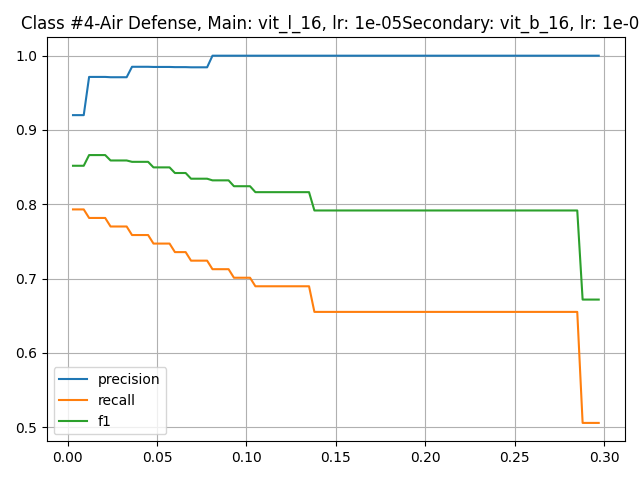 Class #4-Air Defense, Main: vit_l_16, lr: 1e-05Secondary: vit_b_16, lr: 1e-0
1.0
0.9
0.8
0.7
0.6
0.5
precision
recall
f1
0.00 0.05 0.10 0.15 0.20 0.25 0.30